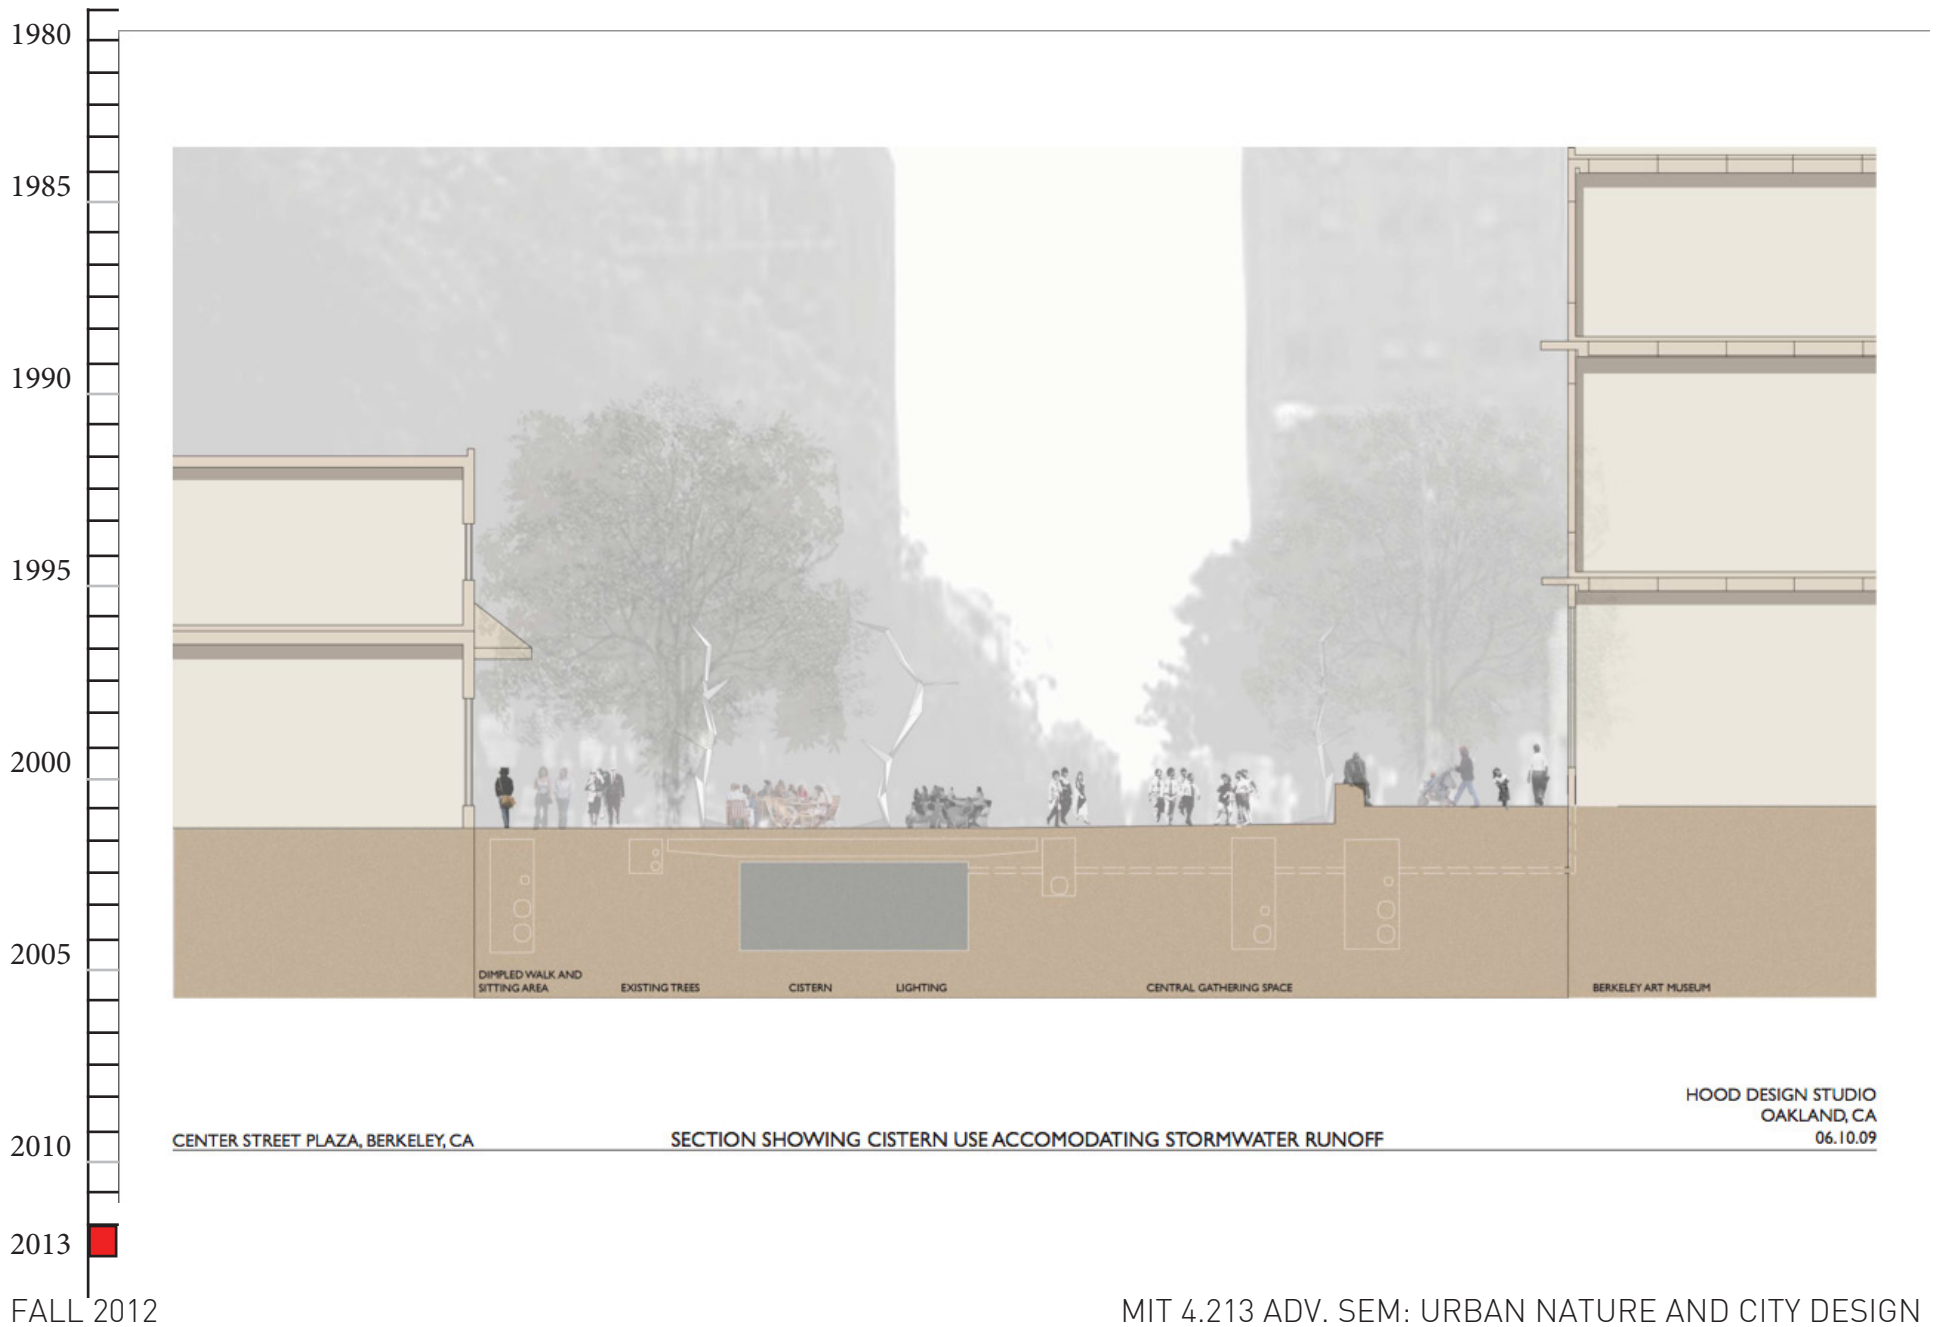 1980
1985
1990
1995
2000
2005
2010
2013
DIMPLED WALK AND
SITTING AREA
EXISTING TREES
CISTERN
LIGHTING
CENTRAL GATHERING SPACE
BERKELEY ART MUSEUM
HOOD DESIGN STUDIO
OAKLAND, CA
06.10.09
CENTER STREET PLAZA, BERKELEY, CA
SECTION SHOWING CISTERN USE ACCOMODATING STORMWATER RUNOFF
FALL 2012
MIT 4.213 ADV. SEM: URBAN NATURE AND CITY DESIGN